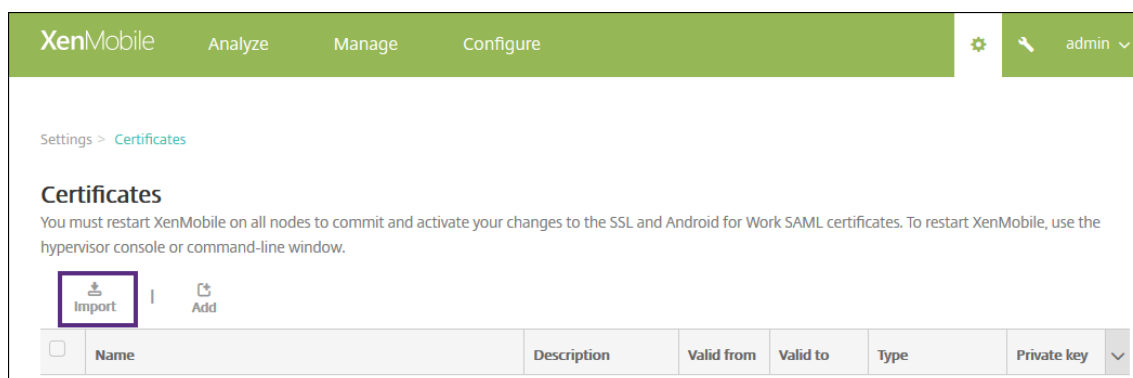 XenMobile Analyze Manage Configure admin
Settings > Certificates
Certificates
You must restart XenMobile on all nodes to commit and activate your changes to the SSL and Android for Work SAML certificates. To restart XenMobile, use the
hypervisor console or command-line window.
Import | Add
Name Description Valid from Valid to Type Private key